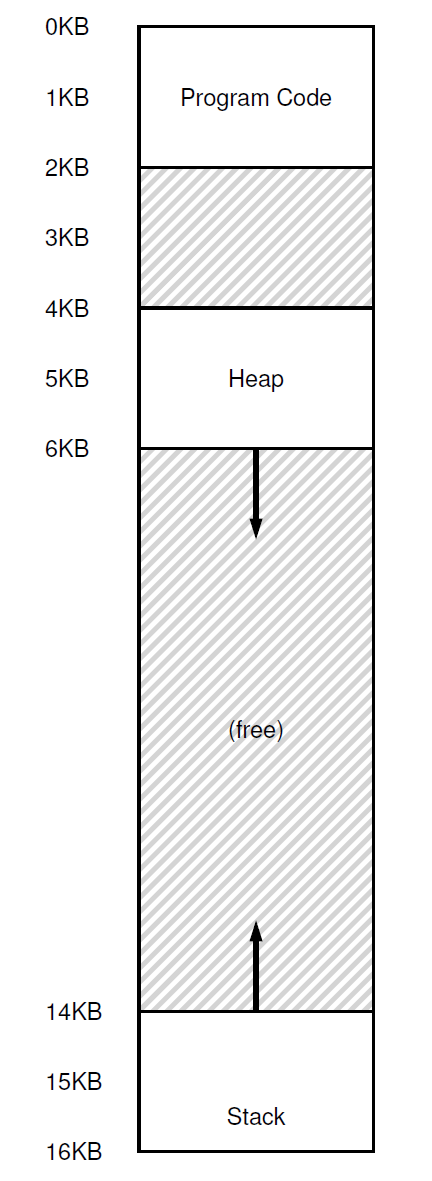 0KB
1KB
Program Code
2KB
3KB
4KB
5KB
Heap
6KB
(free)
14KB
15KB
Stack
16KB